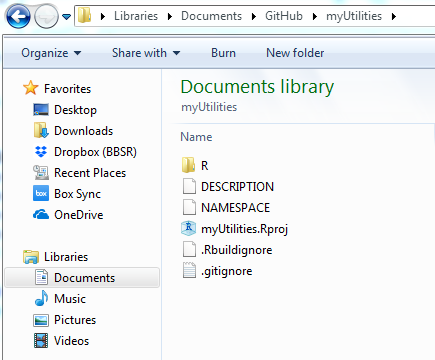 Libraries Documents GitHub myUtilities
Organize Share with Burn New folder
Favorites
Desktop
Downloads
Dropbox (BBSR)
Recent Places
Box Sync
OneDrive
Libraries
Documents
Music
Pictures
Videos
Documents library
myUtilities
Name
R
DESCRIPTION
NAMESPACE
myUtilities.Rproj
.Rbuildignore
.gitignore